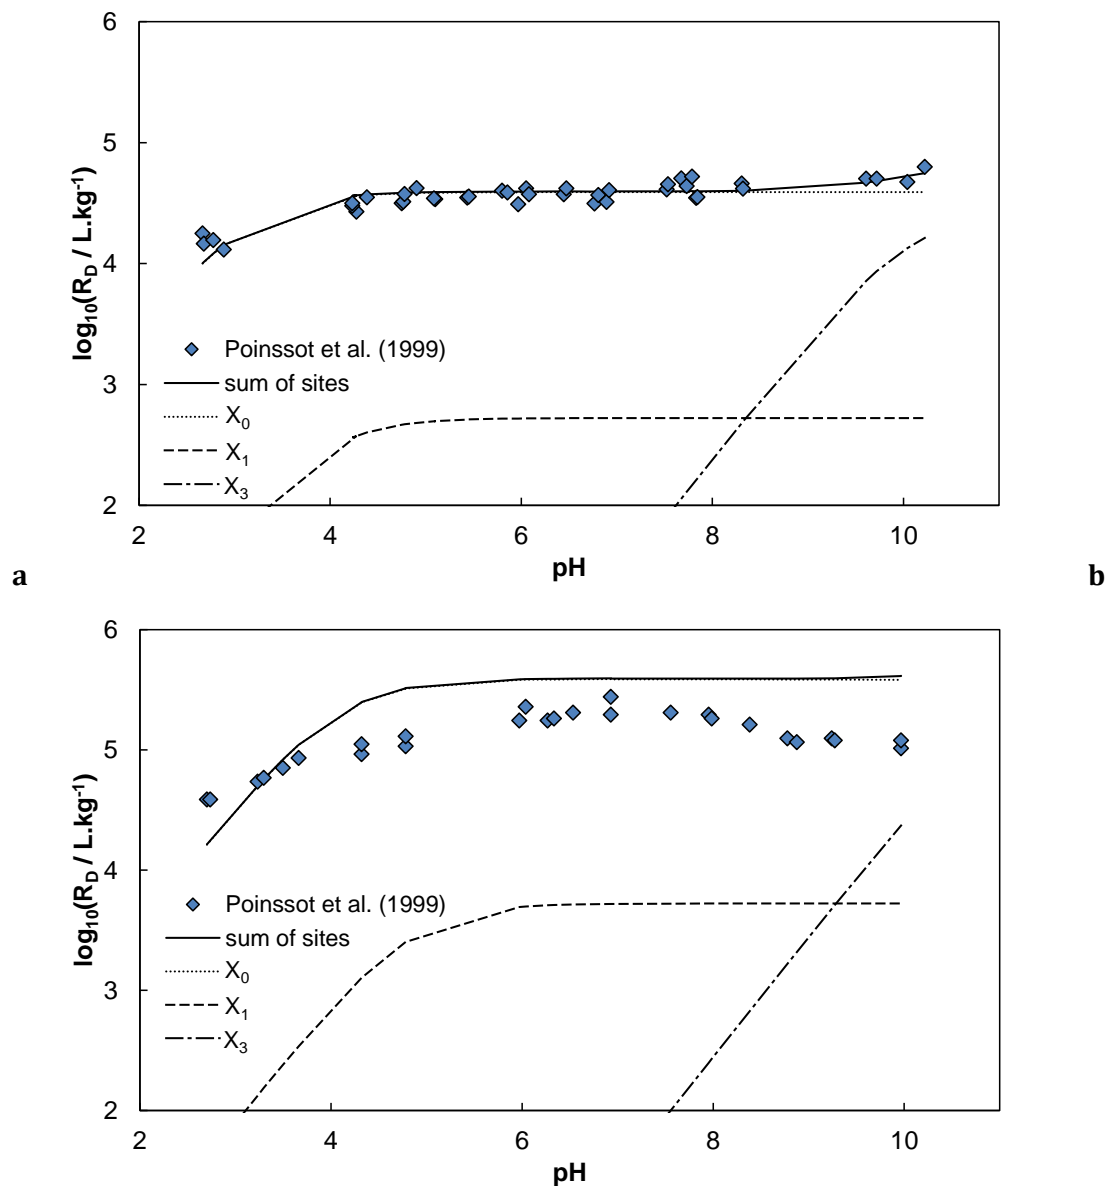 6
5
4
3
2
2 4 6 8 10
log10(RD / L.kg-1)
pH
Poinssot et al. (1999)
sum of sites
X0
X1
X3
a
b
6
5
4
3
2
2 4 6 8 10
log10(RD / L.kg-1)
pH
Poinssot et al. (1999)
sum of sites
X0
X1
X3